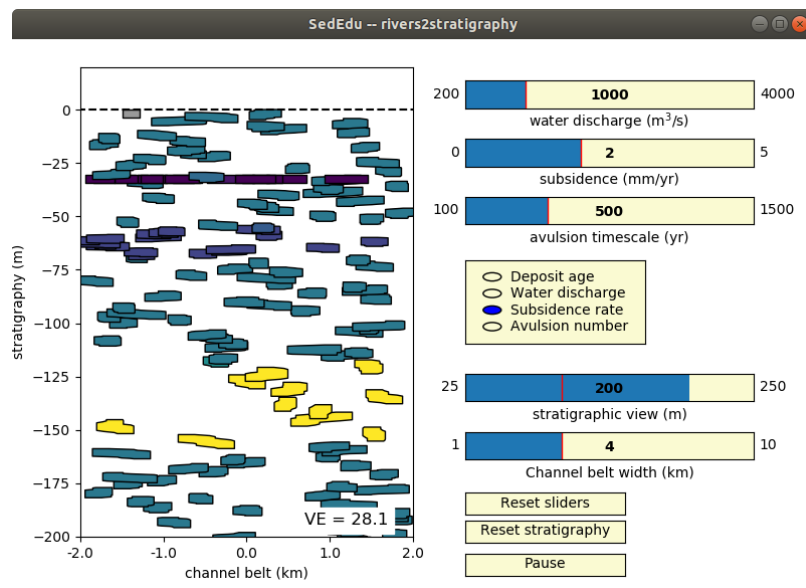 SedEdu -- rivers2stratigraphy
0
−25
−50
−75
−100
−125
−150
−175
−200
stratigraphy (m)
-2.0
-1.0
0.0
1.0
2.0
channel belt (km)
VE = 28.1
200
1000
4000
water discharge (m³/s)
0
2
5
subsidence (mm/yr)
100
500
1500
avulsion timescale (yr)
Deposit age
Water discharge
Subsidence rate
Avulsion number
25
200
250
stratigraphic view (m)
1
4
10
Channel belt width (km)
Reset sliders
Reset stratigraphy
Pause